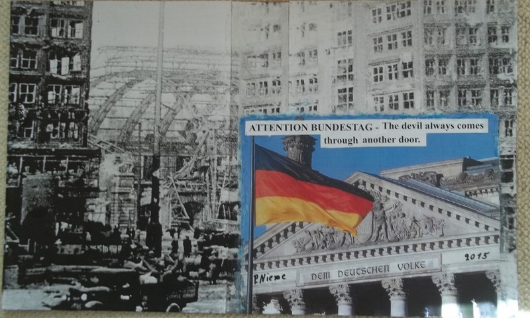 ATTENTION BUNDESTAG - The devil always comes
through another door.
P. Nieme
DEM DEUTSCHEN VOLKE
2015